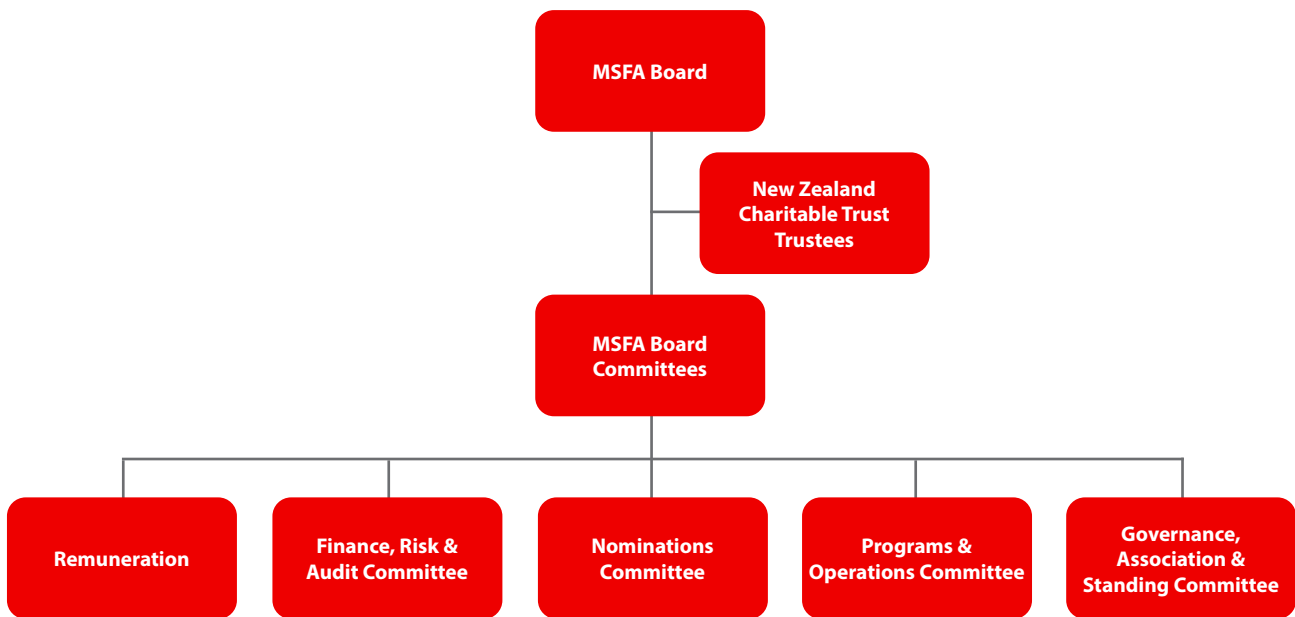 MSFA Board
New Zealand
Charitable Trust
Trustees
MSFA Board
Committees
Remuneration
Finance, Risk &
Audit Committee
Nominations
Committee
Programs &
Operations Committee
Governance,
Association &
Standing Committee